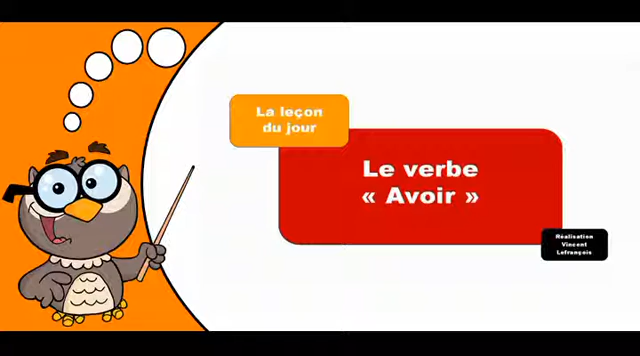 La leçon
du jour
Le verbe
« Avoir »
Réalisation
Vincent
Lefrançois